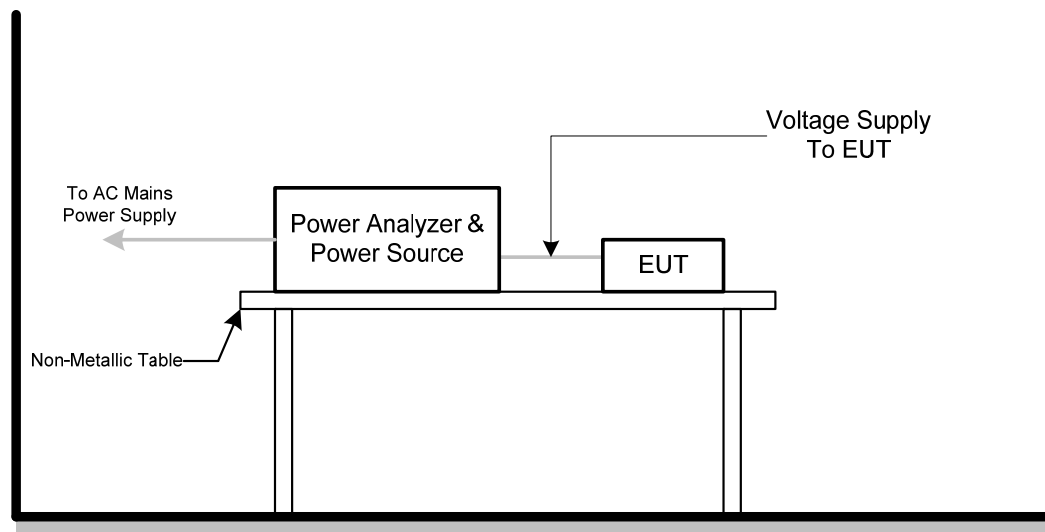 Voltage Supply
To EUT
To AC Mains
Power Supply
Power Analyzer &
Power Source
EUT
Non-Metallic Table